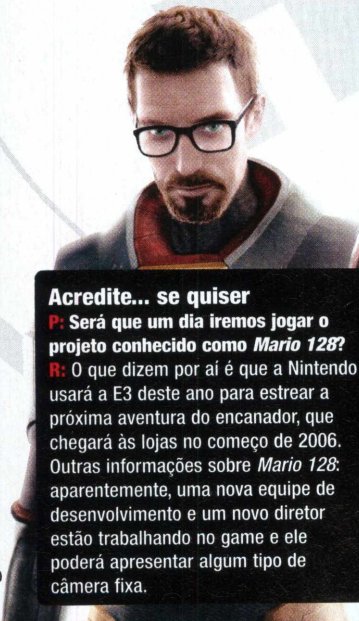 Acredite... se quiser
P: Será que um dia iremos jogar o
projeto conhecido como Mario 128?
R: O que dizem por aí é que a Nintendo
usará a E3 deste ano para estrear a
próxima aventura do encanador, que
chegará às lojas no começo de 2006.
Outras informações sobre Mario 128:
aparentemente, uma nova equipe de
desenvolvimento e um novo diretor
estão trabalhando no game e ele
poderá apresentar algum tipo de
câmera fixa.